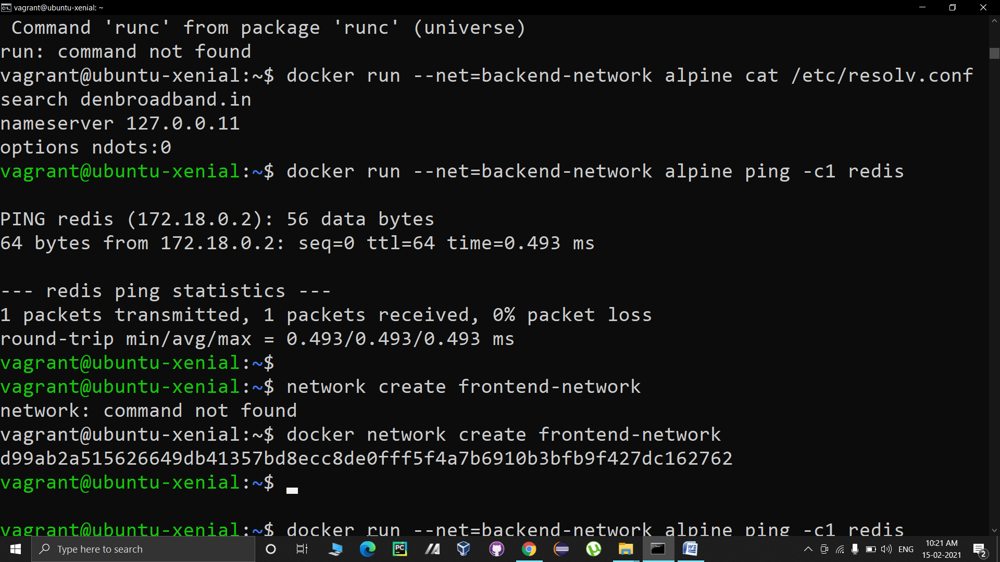 vagrant@ubuntu-xenial: ~
Command 'runc' from package 'runc' (universe)
run: command not found
vagrant@ubuntu-xenial:~$ docker run --net=backend-network alpine cat /etc/resolv.conf
search denbroadband.in
nameserver 127.0.0.11
options ndots:0
vagrant@ubuntu-xenial:~$ docker run --net=backend-network alpine ping -c1 redis
PING redis (172.18.0.2): 56 data bytes
64 bytes from 172.18.0.2: seq=0 ttl=64 time=0.493 ms
--- redis ping statistics ---
1 packets transmitted, 1 packets received, 0% packet loss
round-trip min/avg/max = 0.493/0.493/0.493 ms
vagrant@ubuntu-xenial:~$
vagrant@ubuntu-xenial:~$ network create frontend-network
network: command not found
vagrant@ubuntu-xenial:~$ docker network create frontend-network
d99ab2a515626649db41357bd8ecc8de0fff5f4a7b6910b3bfb9f427dc162762
vagrant@ubuntu-xenial:~$
vagrant@ubuntu-xenial:~$ docker run --net=backend-network alpine ping -c1 redis
Type here to search
PC
ENG
10:21 AM
15-02-2021
2